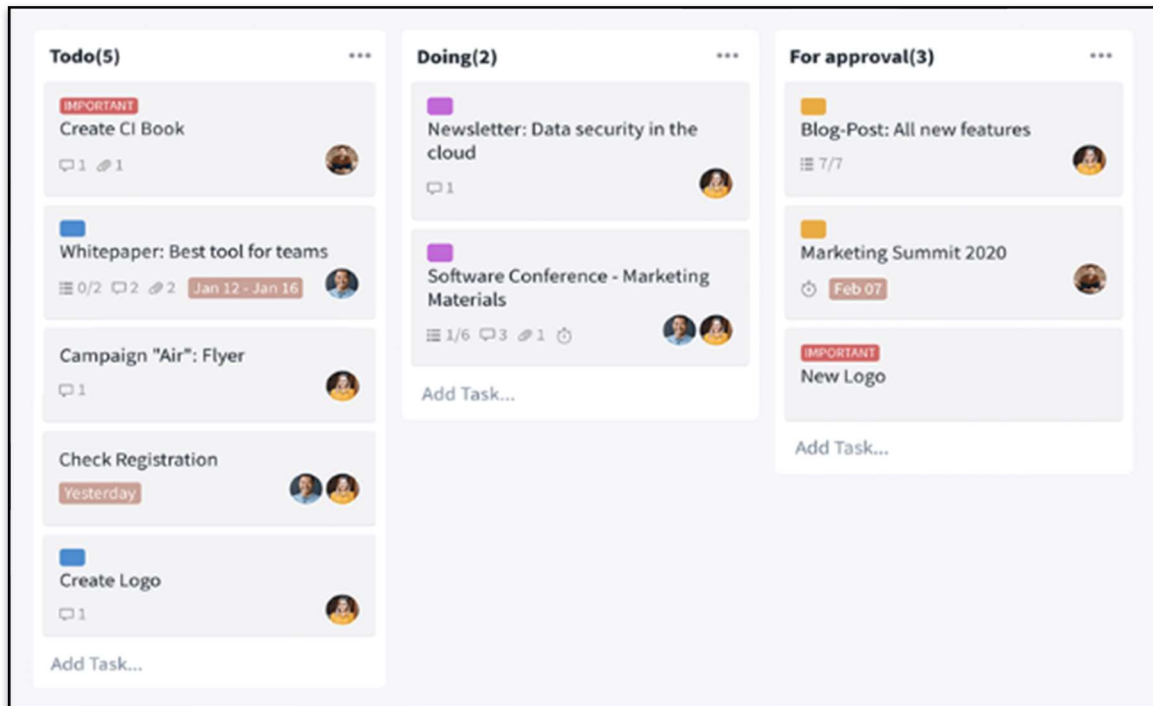 Todo(5)
IMPORTANT
Create CI Book
1 1
Whitepaper: Best tool for teams
0/2 2 2 Jan 12 - Jan 16
Campaign "Air": Flyer
1
Check Registration
Yesterday
Create Logo
1
Add Task...
Doing(2)
Newsletter: Data security in the
cloud
1
Software Conference - Marketing
Materials
1/6 3 1
Add Task...
For approval(3)
Blog-Post: All new features
7/7
Marketing Summit 2020
Feb 07
IMPORTANT
New Logo
Add Task...